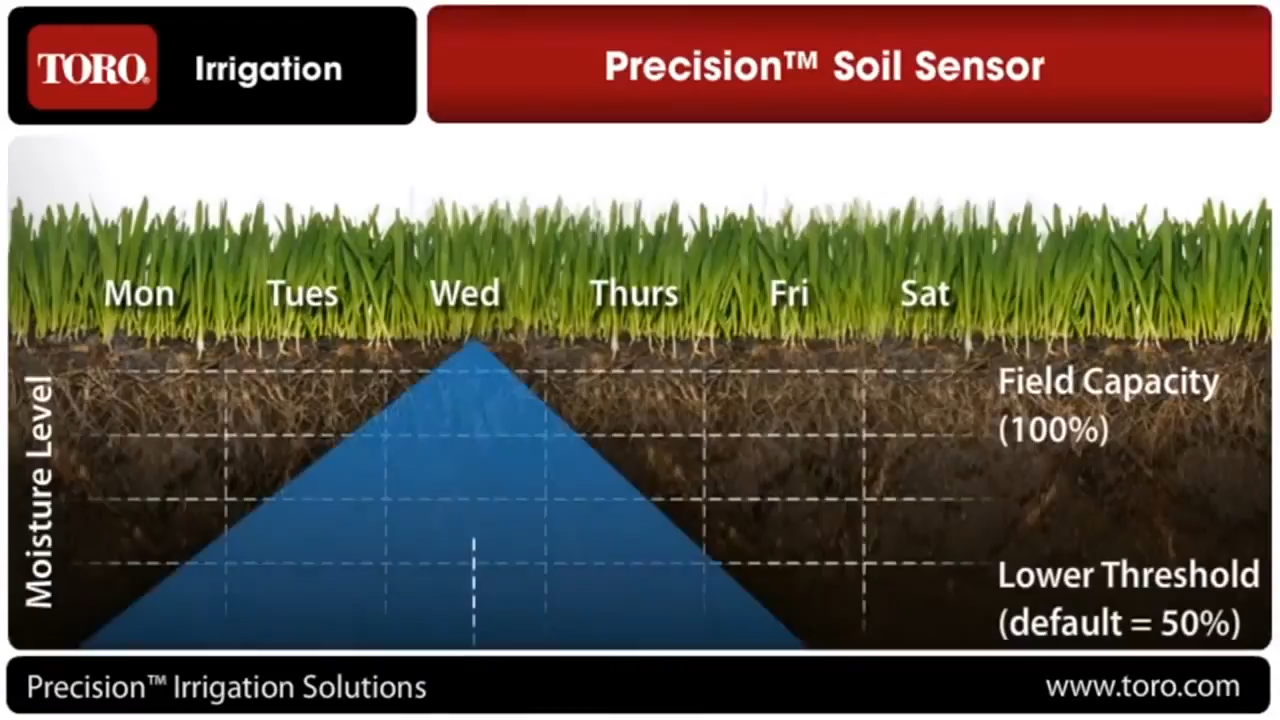 TORO Irrigation
Precision™ Soil Sensor
Mon Tues Wed Thurs Fri Sat
Moisture Level
Field Capacity
(100%)
Lower Threshold
(default = 50%)
Precision™ Irrigation Solutions
www.toro.com